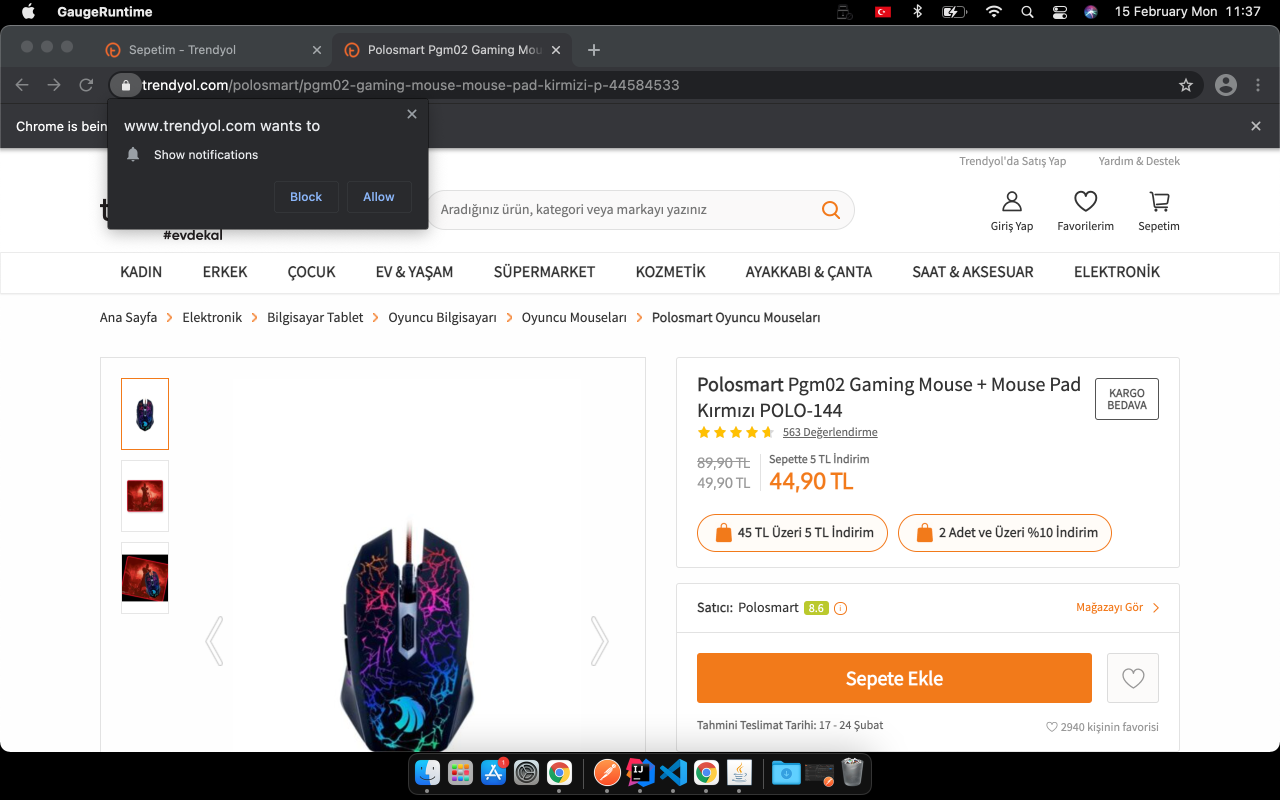 GaugeRuntime
15 February Mon 11:37
Sepetim - Trendyol
Polosmart Pgm02 Gaming Mou
trendyol.com/polosmart/pgm02-gaming-mouse-mouse-pad-kirmizi-p-44584533
Chrome is bein
www.trendyol.com wants to
Show notifications
Block
Allow
Trendyol'da Satış Yap
Yardım & Destek
Aradığınız ürün, kategori veya markayı yazınız
Giriş Yap
Favorilerim
Sepetim
#evdekal
KADIN
ERKEK
ÇOCUK
EV & YAŞAM
SÜPERMARKET
KOZMETİK
AYAKKABI & ÇANTA
SAAT & AKSESUAR
ELEKTRONİK
Ana Sayfa
Elektronik
Bilgisayar Tablet
Oyuncu Bilgisayarı
Oyuncu Mouseları
Polosmart Oyuncu Mouseları
Polosmart Pgm02 Gaming Mouse + Mouse Pad
Kırmızı POLO-144
KARGO
BEDAVA
563 Değerlendirme
89,90 TL
49,90 TL
Sepette 5 TL İndirim
44,90 TL
45 TL Üzeri 5 TL İndirim
2 Adet ve Üzeri %10 İndirim
Satıcı: Polosmart 8.6
Mağazayı Gör
Sepete Ekle
Tahmini Teslimat Tarihi: 17 - 24 Şubat
2940 kişinin favorisi
1
IJ